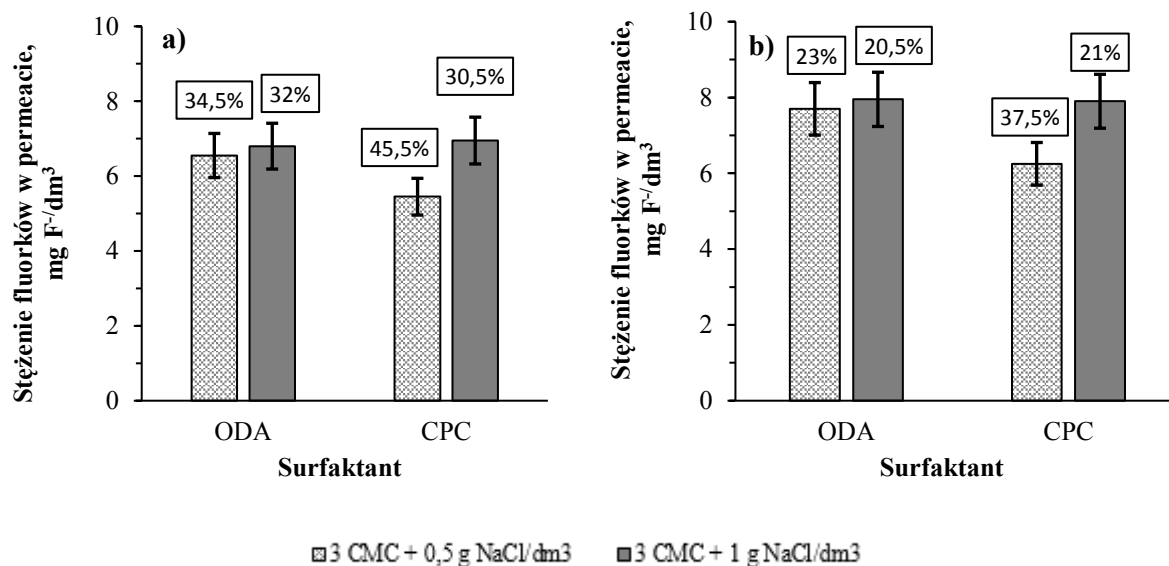 Stężenie fluorków w permeacie,
mg F-/dm3
10
8
6
4
2
0
a)
34,5%
32%
45,5%
30,5%
ODA
CPC
Surfaktant
Stężenie fluorków w permeacie,
mg F-/dm3
10
8
6
4
2
0
b)
23%
20,5%
37,5%
21%
ODA
CPC
Surfaktant
3 CMC + 0,5 g NaCl/dm3
3 CMC + 1 g NaCl/dm3